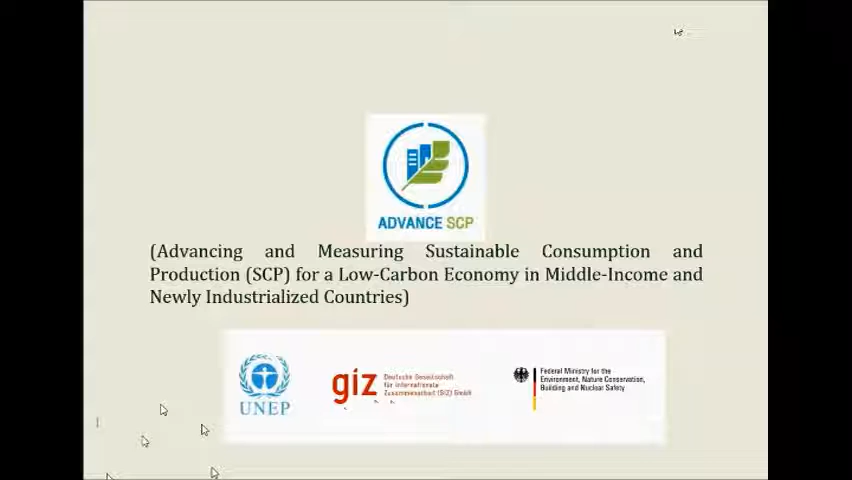 ADVANCE SCP
(Advancing and Measuring Sustainable Consumption and
Production (SCP) for a Low-Carbon Economy in Middle-Income and
Newly Industrialized Countries)
UNEP
giz
Deutsche Gesellschaft
für Internationale
Zusammenarbeit (GIZ) GmbH
Federal Ministry for the
Environment, Nature Conservation,
Building and Nuclear Safety